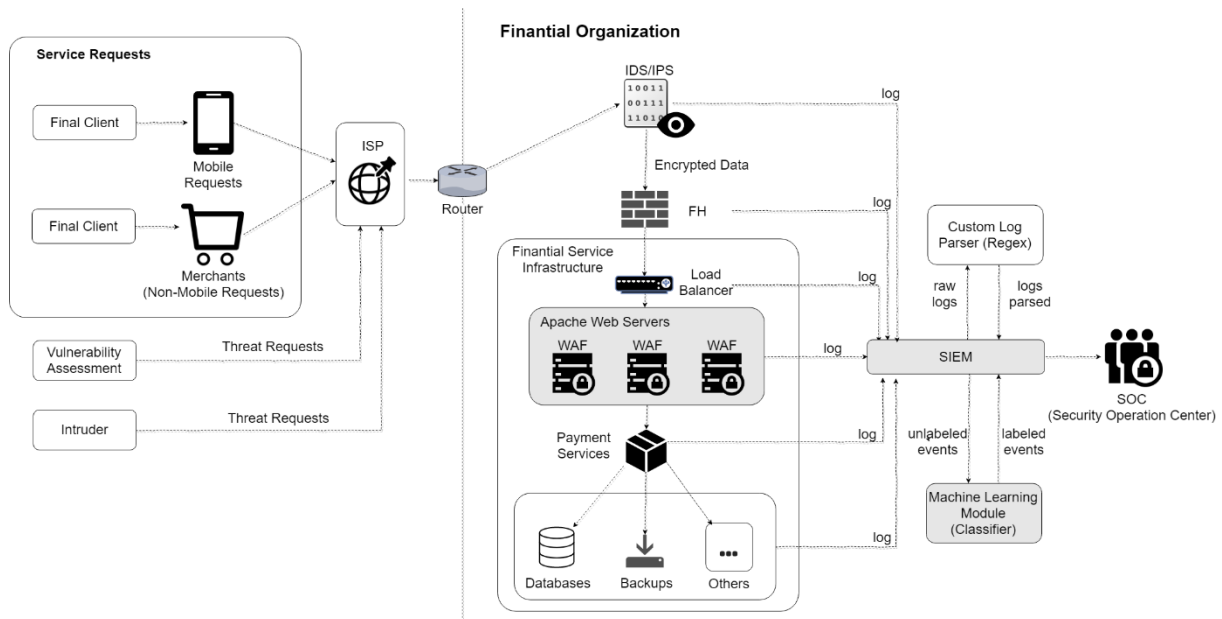 Finantial Organization
Service Requests
Final Client
Mobile
Requests
Final Client
Merchants
(Non-Mobile Requests)
Vulnerability
Assessment
Threat Requests
Intruder
Threat Requests
ISP
Router
IDS/IPS
10011
00111
11010
log
Encrypted Data
FH
log
Finantial Service
Infrastructure
Load
Balancer
log
Apache Web Servers
WAF
WAF
WAF
log
Payment
Services
log
Databases
Backups
Others
...
log
Custom Log
Parser (Regex)
raw
logs
logs
parsed
SIEM
SOC
(Security Operation Center)
unlabeled
events
labeled
events
Machine Learning
Module
(Classifier)